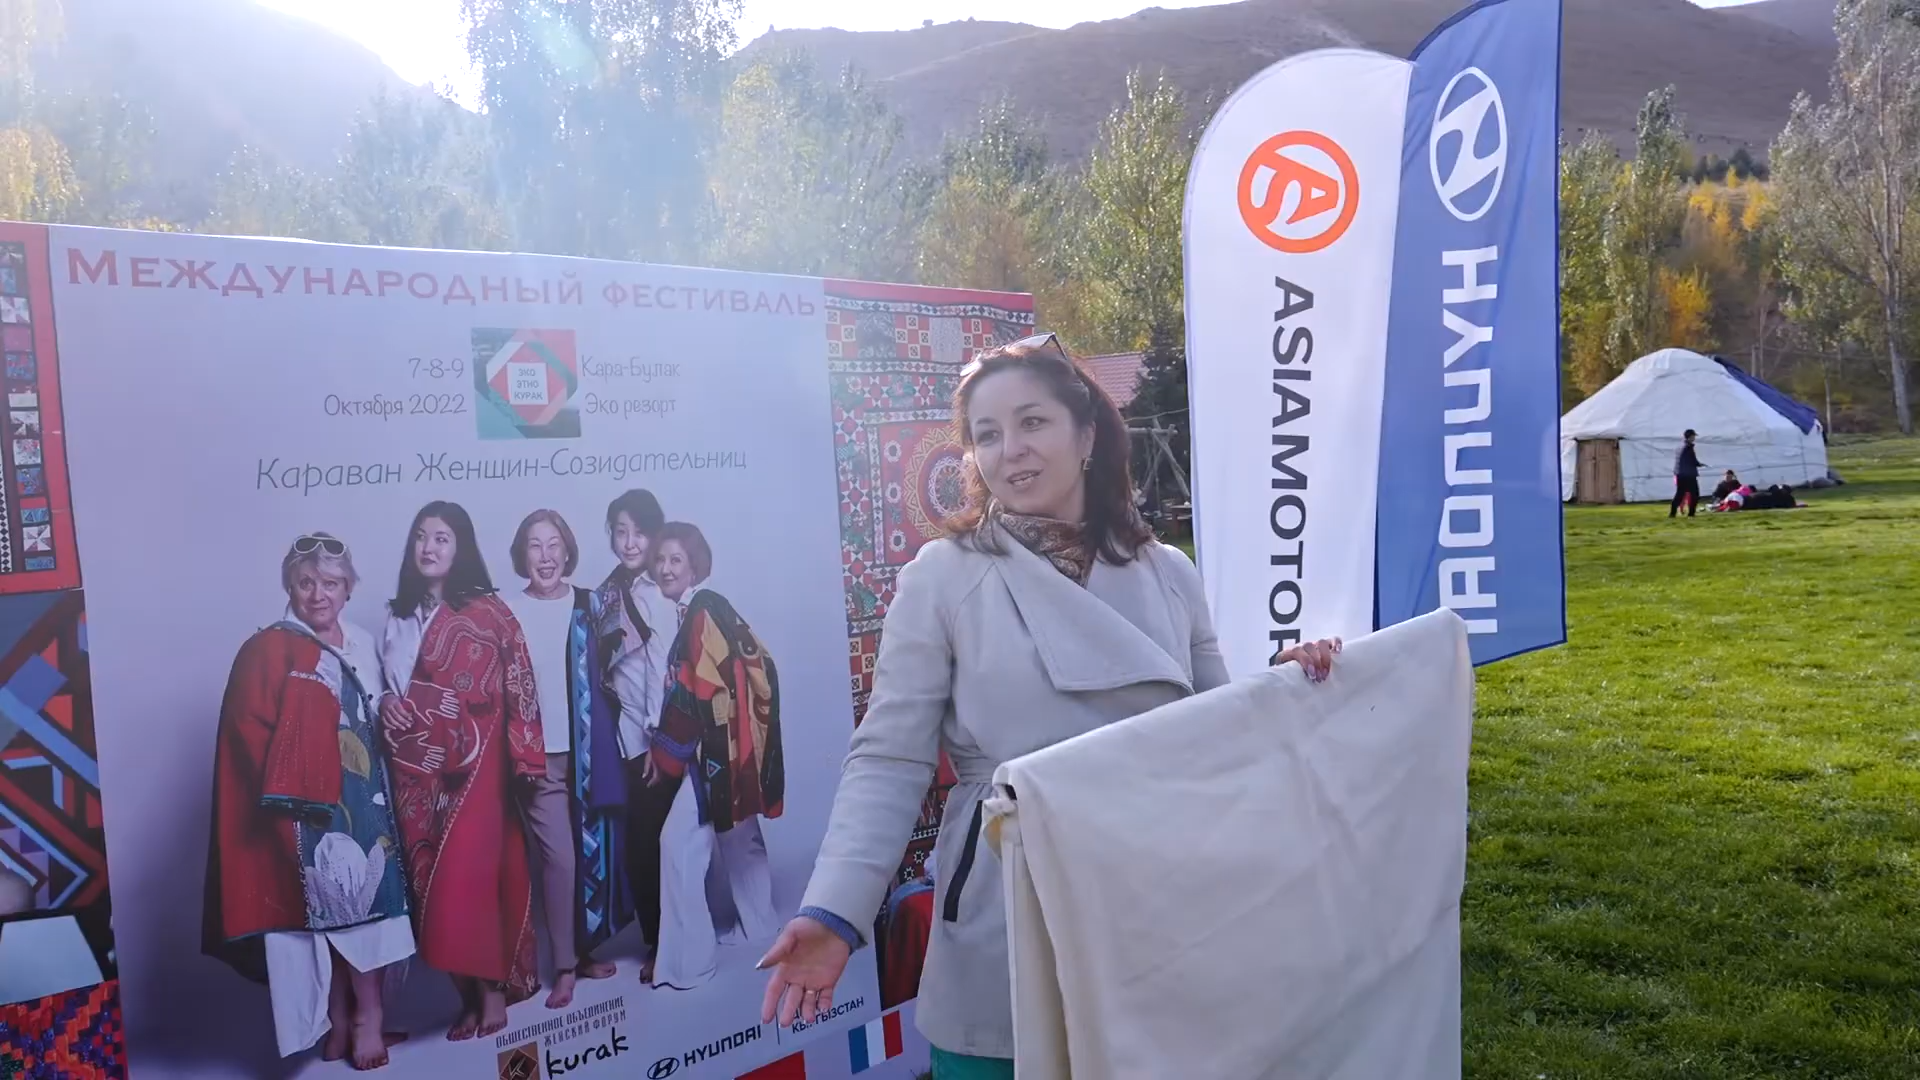 Международный фестиваль
7-8-9
Октября 2022
ЭКО
ЭТНО
КУРАК
Кара-Булак
Эко резорт
Караван Женщин-Созидательниц
ОБЩЕСТВЕННОЕ ОБЪЕДИНЕНИЕ
ЖЕНСКИЙ ФОРУМ
kurak
HYUNDAI
КЫРГЫЗСТАН
ASIAMOTOR
HYUNDAI